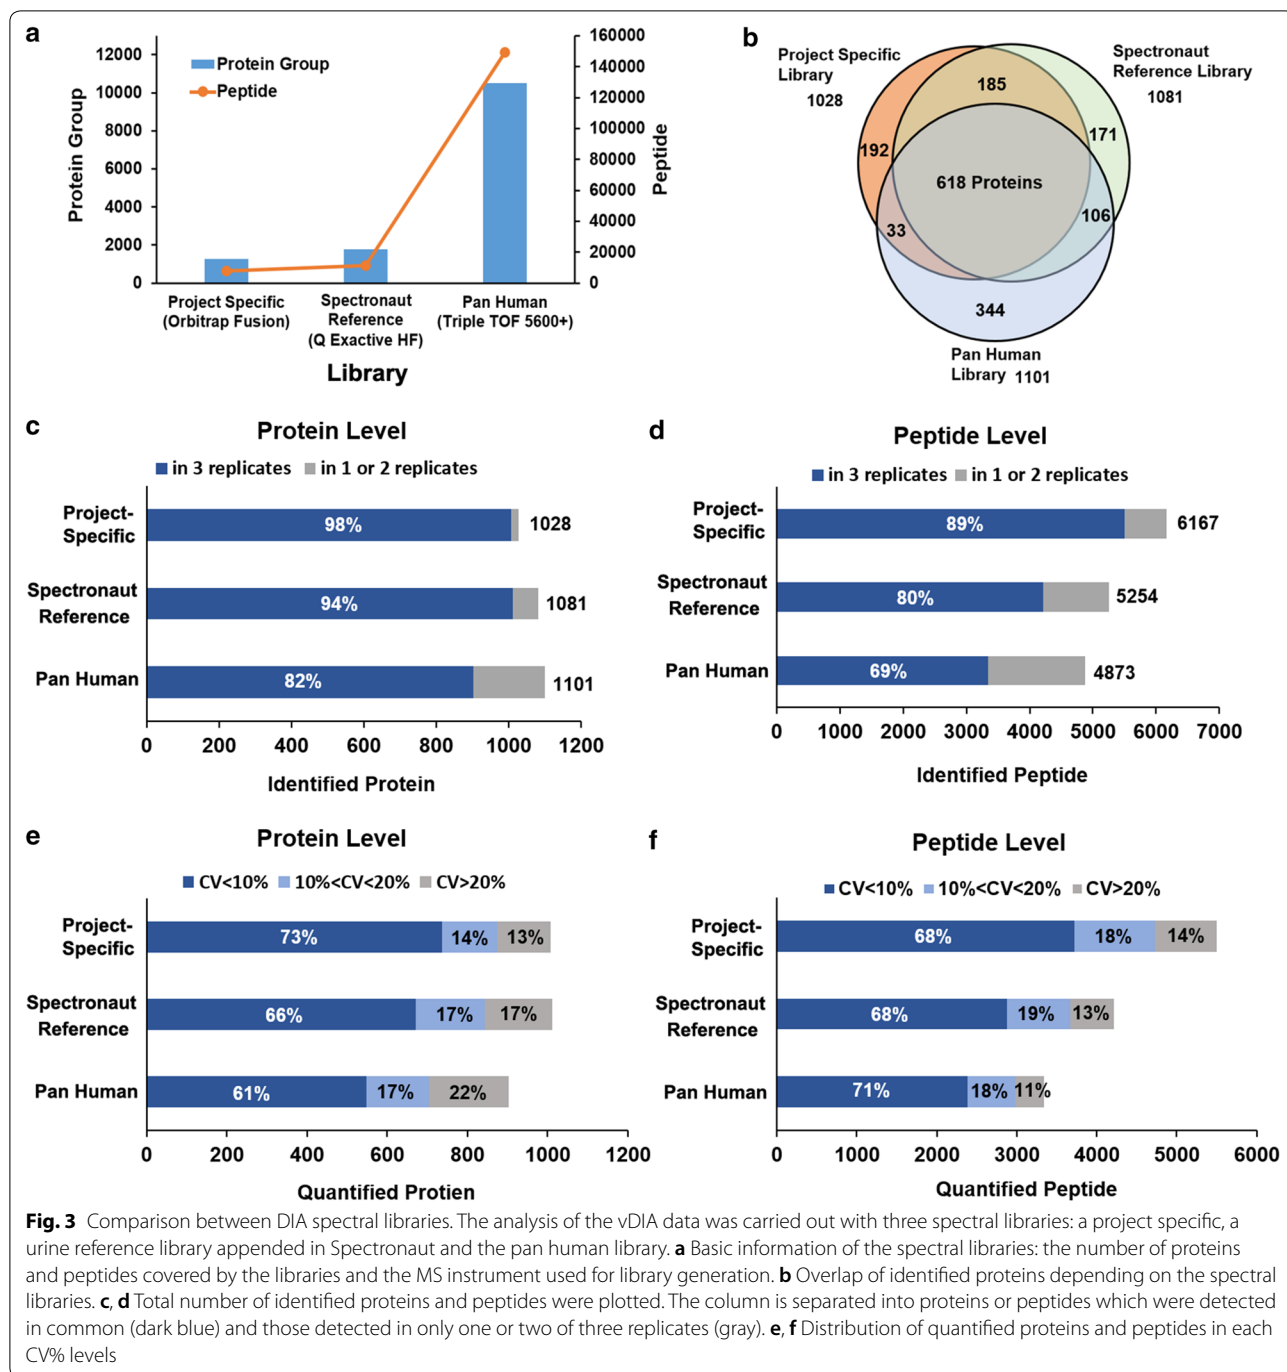 a
12000
10000
8000
6000
4000
2000
0
Protein Group
160000
140000
120000
100000
80000
60000
40000
20000
0
Peptide
Protein Group
Peptide
Project Specific
(Orbitrap Fusion)
Spectronaut
Reference
(Q Exactive HF)
Pan Human
(Triple TOF 5600+)
Library
b
Project Specific
Library
1028
Spectronaut
Reference Library
1081
185
192
171
618 Proteins
33
106
344
Pan Human
Library 1101
c
Protein Level
in 3 replicates in 1 or 2 replicates
Project-
Specific
98%
1028
Spectronaut
Reference
94%
1081
Pan Human
82%
1101
0 200 400 600 800 1000 1200
Identified Protein
d
Peptide Level
in 3 replicates in 1 or 2 replicates
Project-
Specific
89%
6167
Spectronaut
Reference
80%
5254
Pan Human
69%
4873
0 1000 2000 3000 4000 5000 6000 7000
Identified Peptide
e
Protein Level
CV<10% 10%<CV<20% CV>20%
Project-
Specific
73% 14% 13%
Spectronaut
Reference
66% 17% 17%
Pan Human
61% 17% 22%
0 200 400 600 800 1000 1200
Quantified Protien
f
Peptide Level
CV<10% 10%<CV<20% CV>20%
Project-
Specific
68% 18% 14%
Spectronaut
Reference
68% 19% 13%
Pan Human
71% 18% 11%
0 1000 2000 3000 4000 5000 6000
Quantified Peptide
Fig. 3 Comparison between DIA spectral libraries. The analysis of the vDIA data was carried out with three spectral libraries: a project specific, a
urine reference library appended in Spectronaut and the pan human library. a Basic information of the spectral libraries: the number of proteins
and peptides covered by the libraries and the MS instrument used for library generation. b Overlap of identified proteins depending on the spectral
libraries. c, d Total number of identified proteins and peptides were plotted. The column is separated into proteins or peptides which were detected
in common (dark blue) and those detected in only one or two of three replicates (gray). e, f Distribution of quantified proteins and peptides in each
CV% levels